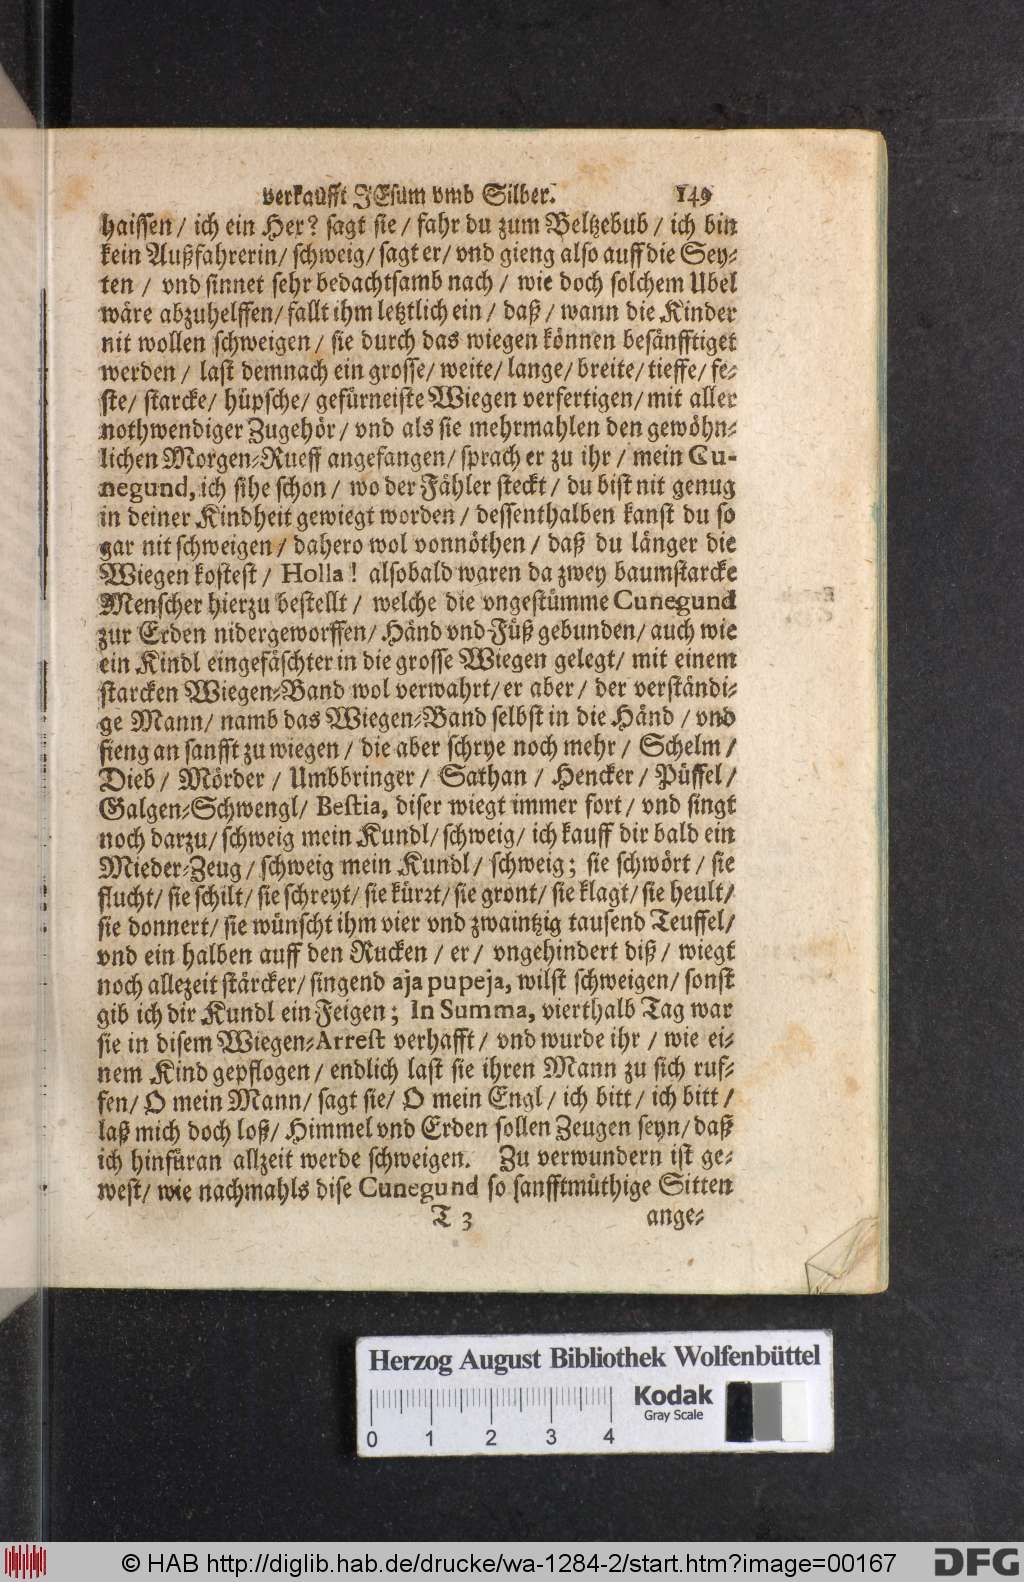 verkaufft JEsum vmb Silber. 149
haissen / ich ein Hex? sagt sie / fahr du zum Beltzebub / ich bin
kein Außfahrerin / schweig / sagt er / vnd gieng also auff die Sey-
ten / vnd sinnet sehr bedachtsamb nach / wie doch solchem Ubel
wäre abzuhelffen / fallt ihm letztlich ein / daß / wann die Kinder
nit wollen schweigen / sie durch das wiegen können besänfftiget
werden / last demnach ein grosse / weite / lange / breite / tieffe / fe-
ste / starcke / hüpsche / gefürneiste Wiegen verfertigen / mit aller
nothwendiger Zugehör / vnd als sie mehrmahlen den gewöhn-
lichen Morgen-Rueff angefangen / sprach er zu ihr / mein Cu-
negund, ich sihe schon / wo der Fähler steckt / du bist nit genug
in deiner Kindheit gewiegt worden / dessenthalben kanst du so
gar nit schweigen / dahero wol vonnöthen / daß du länger die
Wiegen kostest / Holla! alsobald waren da zwey baumstarcke
Menscher hierzu bestellt / welche die vngestümme Cunegund
zur Erden nidergeworffen / Händ vnd Füß gebunden / auch wie
ein Kindl eingefäschter in die grosse Wiegen gelegt / mit einem
starcken Wiegen-Band wol verwahrt / er aber / der verständi-
ge Mann / namb das Wiegen-Band selbst in die Händ / vnd
fieng an sanfft zu wiegen / die aber schrye noch mehr / Schelm /
Dieb / Mörder / Umbbringer / Sathan / Hencker / Püffel /
Galgen-Schwengl / Bestia, diser wiegt immer fort / vnd singt
noch darzu / schweig mein Kundl / schweig / ich kauff dir bald ein
Mieder-Zeug / schweig mein Kundl / schweig; sie schwört / sie
flucht / sie schilt / sie schreyt / sie kürrt / sie gront / sie klagt / sie heult /
sie donnert / sie wünscht ihm vier vnd zwaintzig tausend Teuffel /
vnd ein halben auff den Rucken / er / vngehindert diß / wiegt
noch allezeit stärcker / singend aja pupeja, wilst schweigen / sonst
gib ich dir Kundl ein Feigen; In Summa, vierthalb Tag war
sie in disem Wiegen-Arrest verhafft / vnd wurde ihr / wie ei-
nem Kind gepflogen / endlich last sie ihren Mann zu sich ruf-
fen / O mein Mann / sagt sie / O mein Engl / ich bitt / ich bitt /
laß mich doch loß / Himmel vnd Erden sollen Zeugen seyn / daß
ich hinfüran allzeit werde schweigen. Zu verwundern ist ge-
west / wie nachmahls dise Cunegund so sanfftmüthige Sitten
T 3 ange-
Herzog August Bibliothek Wolfenbüttel
Kodak
Gray Scale
0 1 2 3 4
© HAB http://diglib.hab.de/drucke/wa-1284-2/start.htm?image=00167
DFG